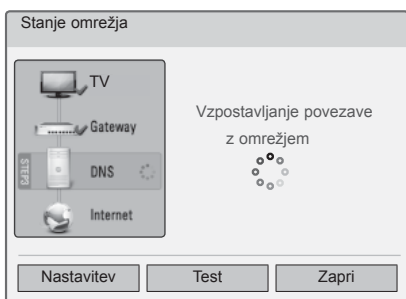 Stanje omrežja
TV
Gateway
STEP3
DNS
Internet
Vzpostavljanje povezave
z omrežjem
Nastavitev
Test
Zapri